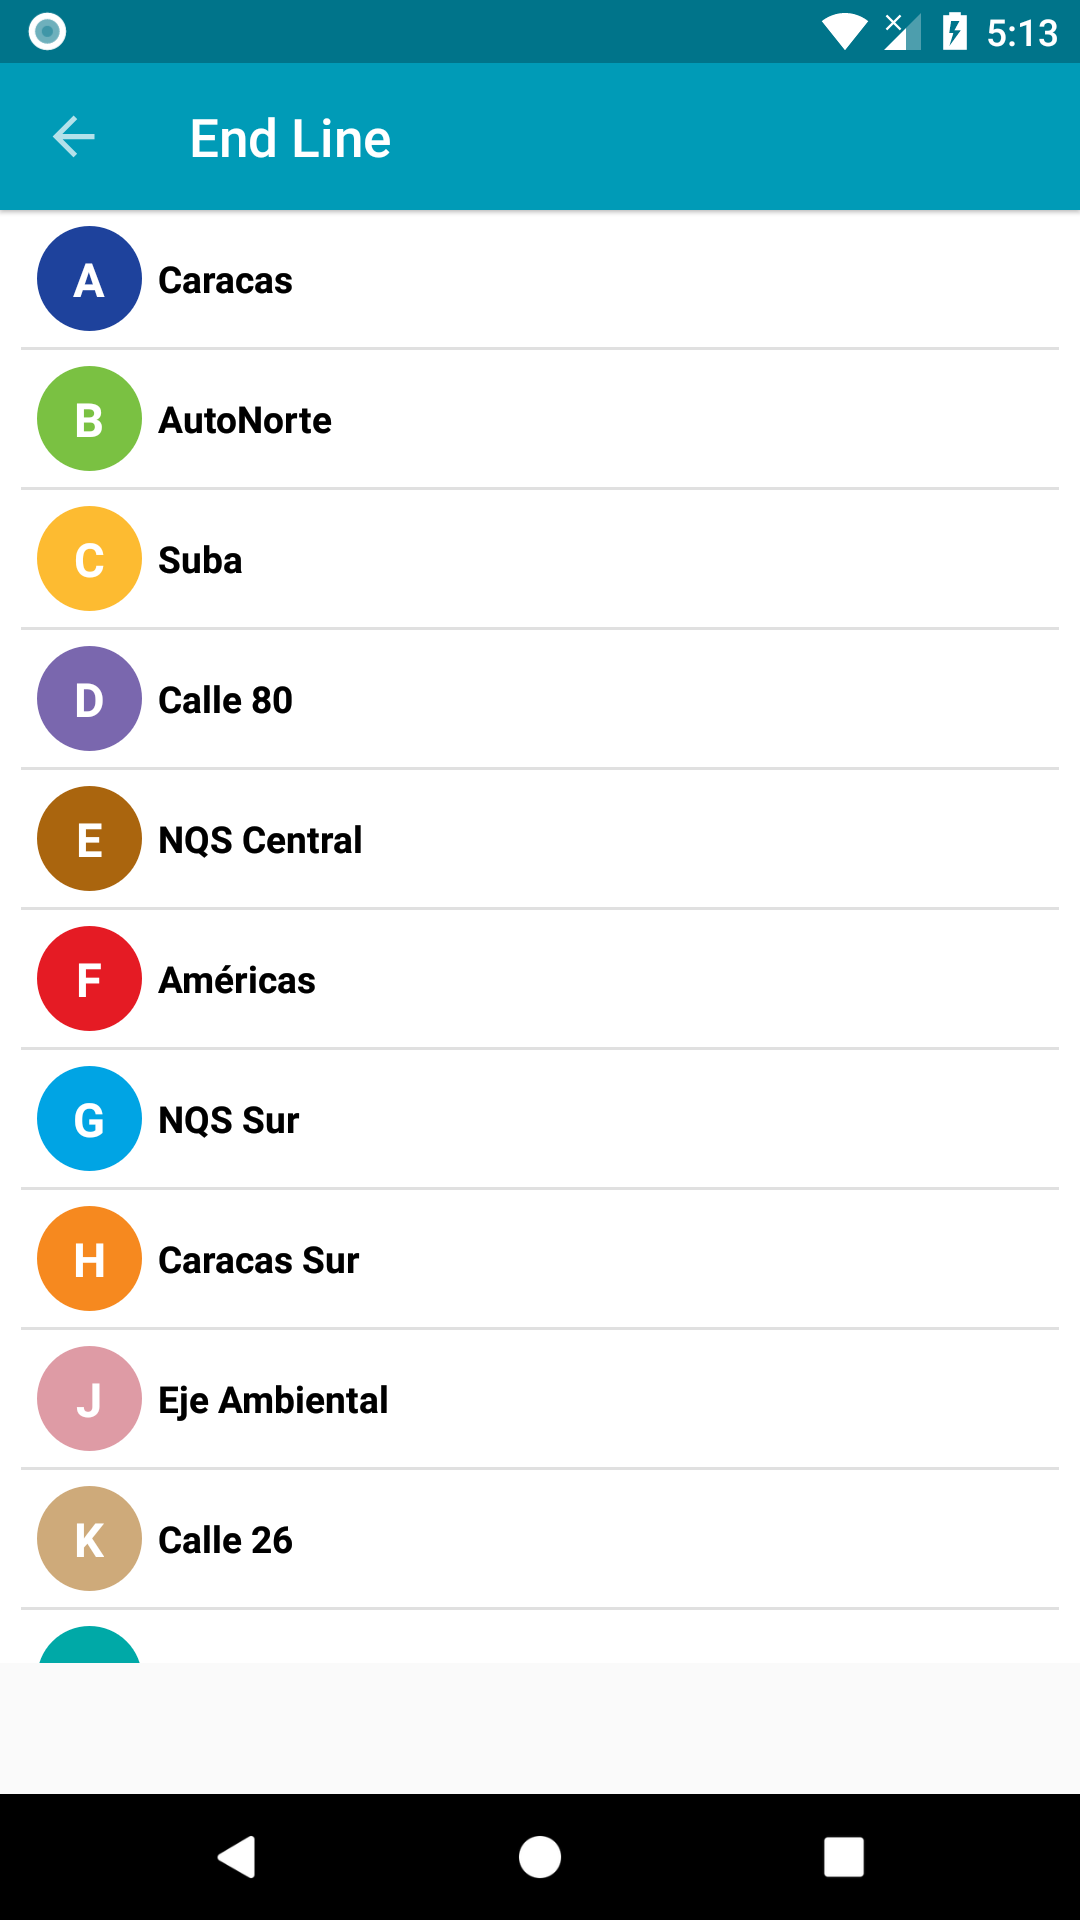 5:13
End Line
A Caracas
B AutoNorte
C Suba
D Calle 80
E NQS Central
F Américas
G NQS Sur
H Caracas Sur
J Eje Ambiental
K Calle 26